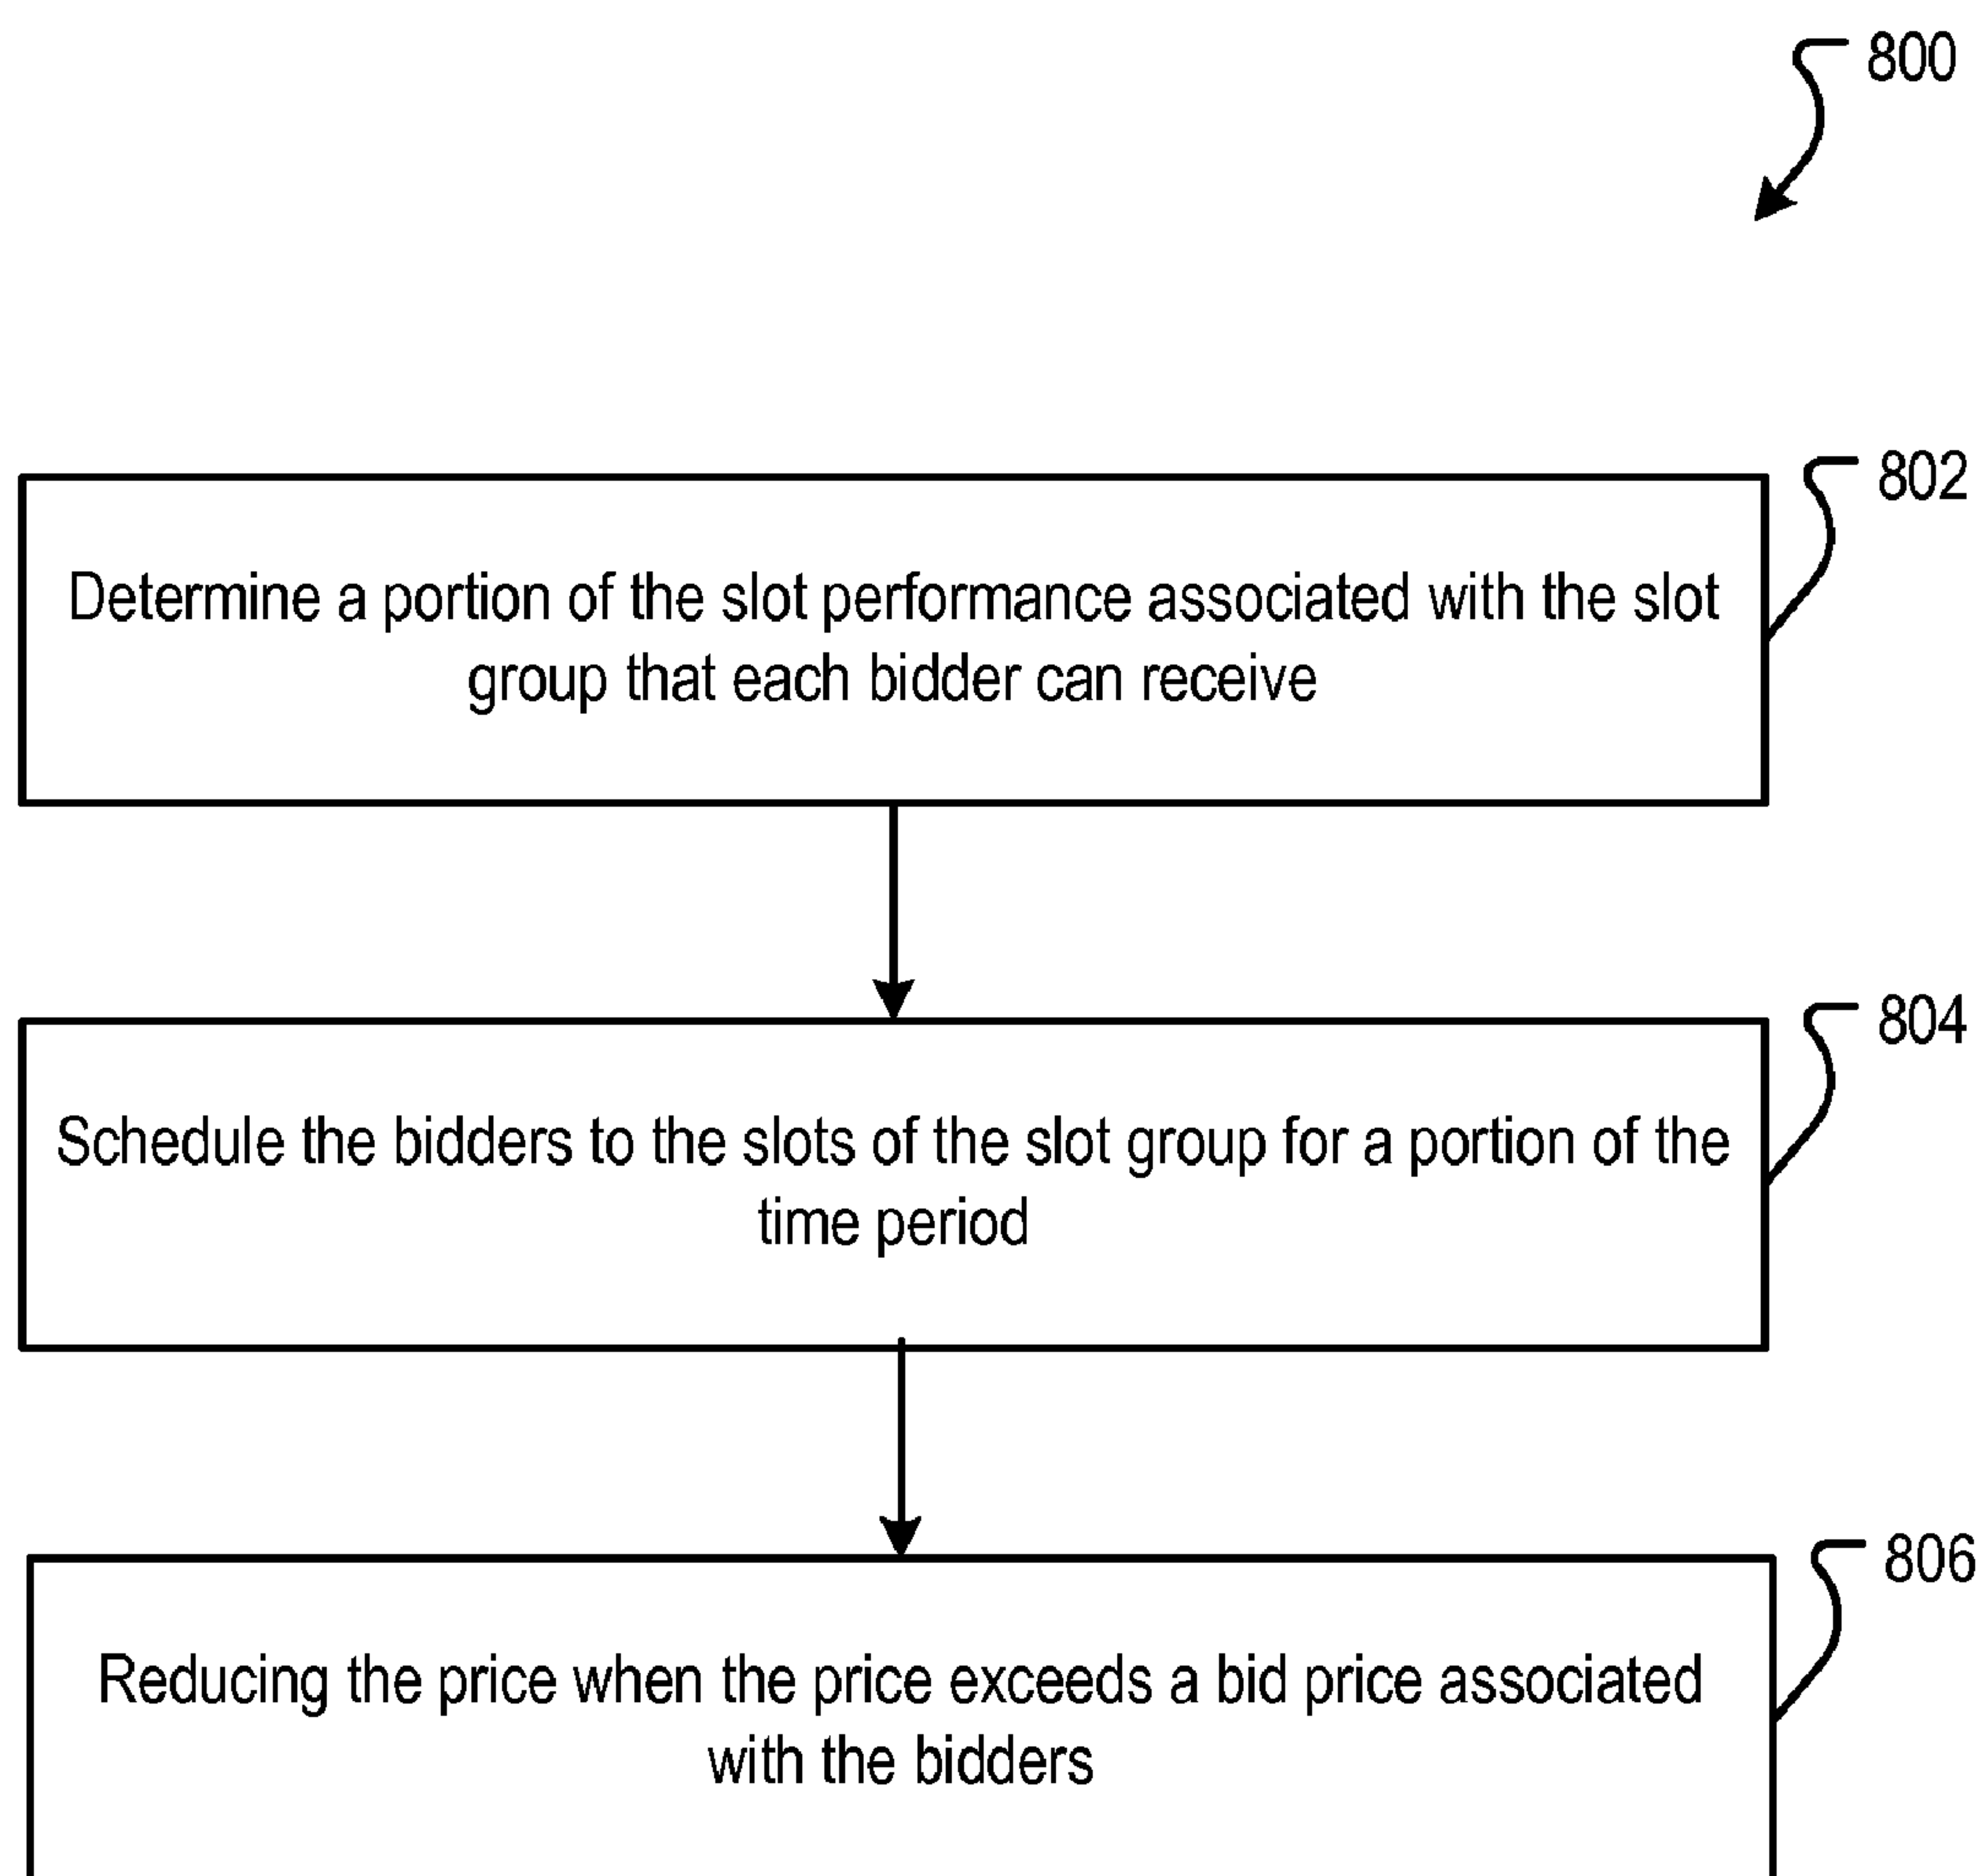 800
802
Determine a portion of the slot performance associated with the slot
group that each bidder can receive
804
Schedule the bidders to the slots of the slot group for a portion of the
time period
806
Reducing the price when the price exceeds a bid price associated
with the bidders